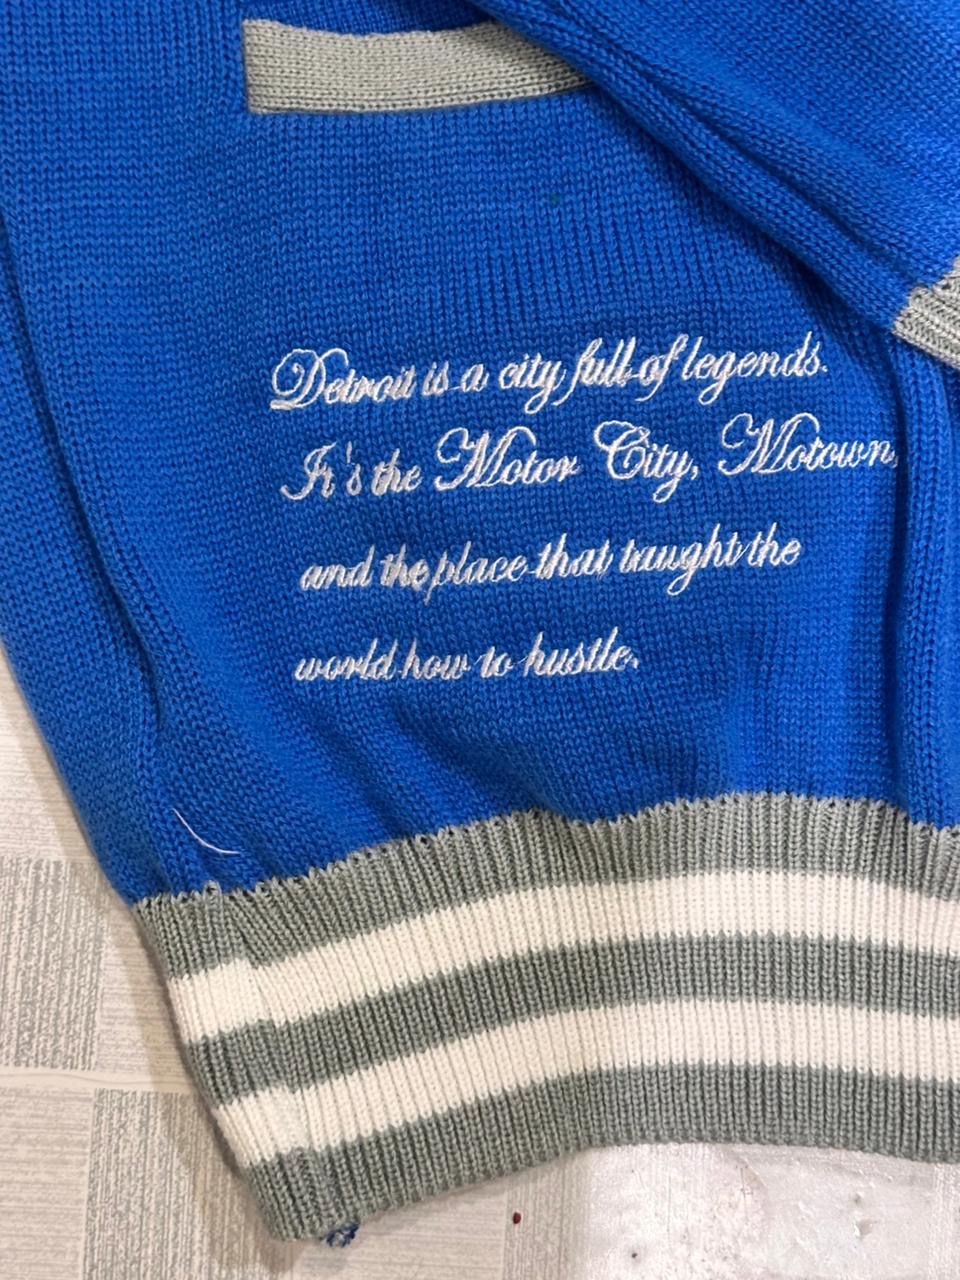 Detroit is a city full of legends.
It's the Motor City, Motown,
and the place that taught the
world how to hustle.